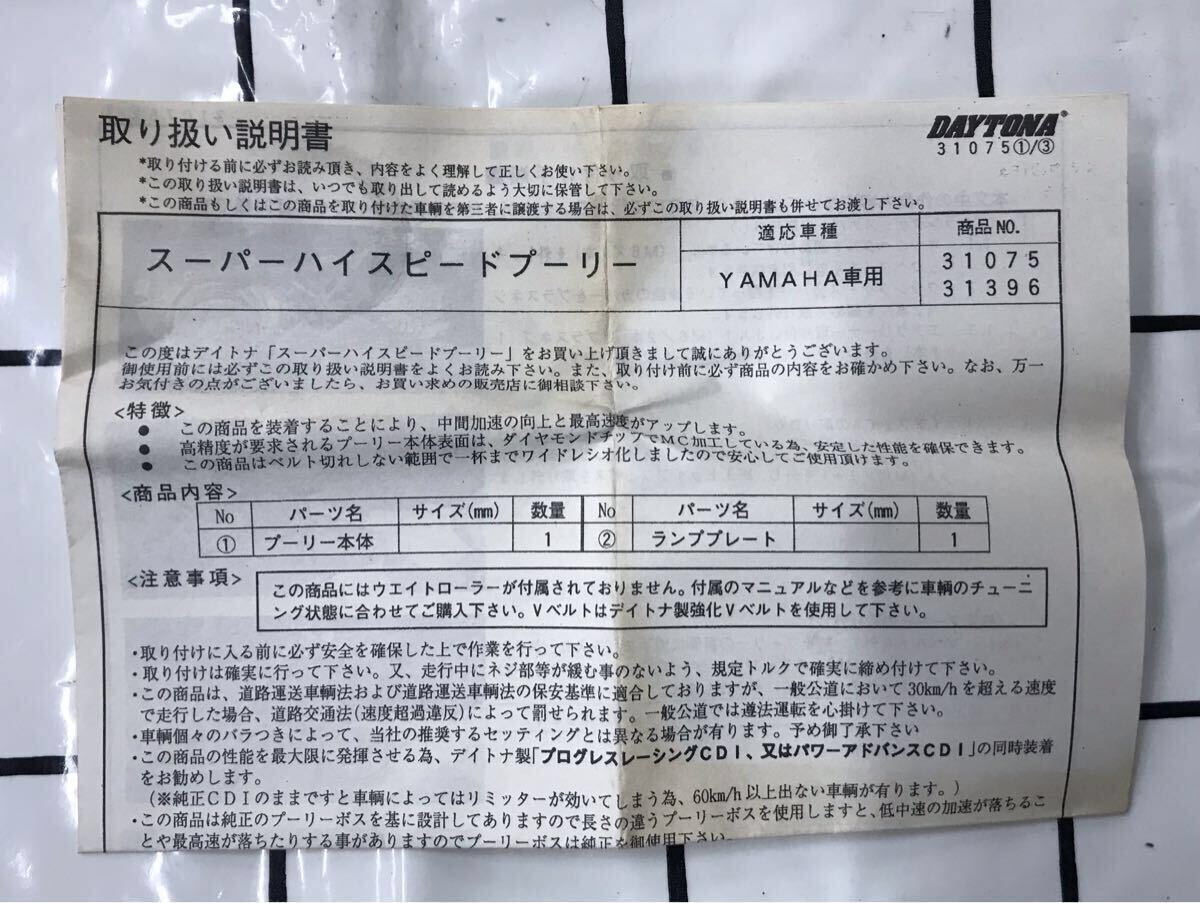 取り扱い説明書
DAYTONA®
31075①/③
*取り付ける前に必ずお読み頂き、内容をよく理解して正しくお使い下さい。
*この取り扱い説明書は、いつでも取り出して読めるよう大切に保管して下さい。
*この商品もしくはこの商品を取り付けた車輌を第三者に譲渡する場合は、必ずこの取り扱い説明書も併せてお渡し下さい。
スーパーハイスピードプーリー
適応車種
商品NO.
YAMAHA車用
31075
31396
この度はデイトナ「スーパーハイスピードプーリー」をお買い上げ頂きまして誠にありがとうございます。
御使用前には必ずこの取り扱い説明書をよくお読み下さい。また、取り付け前に必ず商品の内容をお確かめ下さい。なお、万一
お気付きの点がございましたら、お買い求めの販売店に御相談下さい。
<特徴>
● この商品を装着することにより、中間加速の向上と最高速度がアップします。
● 高精度が要求されるプーリー本体表面は、ダイヤモンドチップでMC加工している為、安定した性能を確保できます。
● この商品はベルト切れしない範囲で一杯までワイドレシオ化しましたので安心してご使用頂けます。
<商品内容>
No パーツ名 サイズ(mm) 数量 No パーツ名 サイズ(mm) 数量
① プーリー本体 1 ② ランププレート 1
<注意事項>
この商品にはウエイトローラーが付属されておりません。付属のマニュアルなどを参考に車輌のチューニ
ング状態に合わせてご購入下さい。Vベルトはデイトナ製強化Vベルトを使用して下さい。
・取り付けに入る前に必ず安全を確保した上で作業を行って下さい。
・取り付けは確実に行って下さい。又、走行中にネジ部等が緩む事のないよう、規定トルクで確実に締め付けて下さい。
・この商品は、道路運送車輌法および道路運送車輌法の保安基準に適合しておりますが、一般公道において30km/hを超える速度
で走行した場合、道路交通法(速度超過違反)によって罰せられます。一般公道では遵法運転を心掛けて下さい。
・車輌個々のバラつきによって、当社の推奨するセッティングとは異なる場合が有ります。予め御了承下さい
・この商品の性能を最大限に発揮させる為、デイトナ製「プログレスレーシングCDI、又はパワーアドバンスCDI」の同時装着
をお勧めします。
(※純正CDIのままですと車輌によってはリミッターが効いてしまう為、60km/h以上出ない車輌が有ります。)
・この商品は純正のプーリーボスを基に設計してありますので長さの違うプーリーボスを使用しますと、低中速の加速が落ちるこ
とや最高速が落ちたりする事がありますのでプーリーボスは純正を御使用下さい。